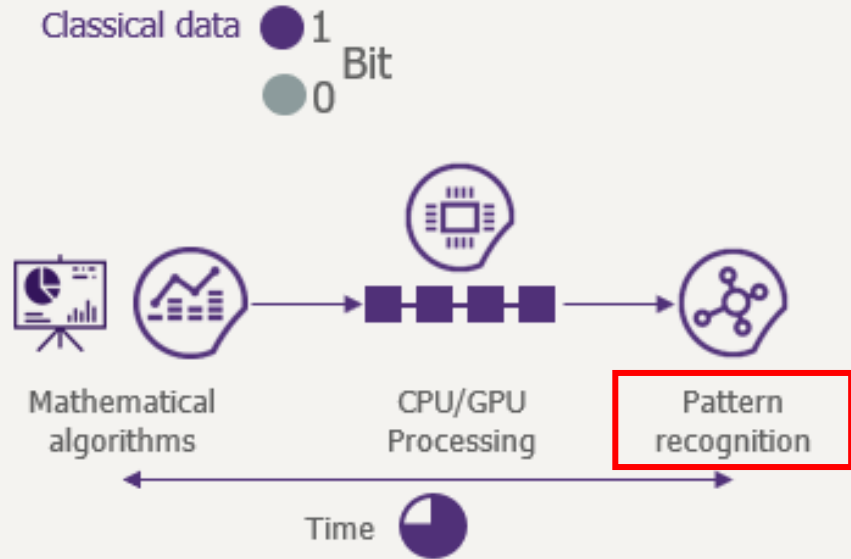 Classical data
1
Bit
0
Mathematical
algorithms
CPU/GPU
Processing
Pattern
recognition
Time